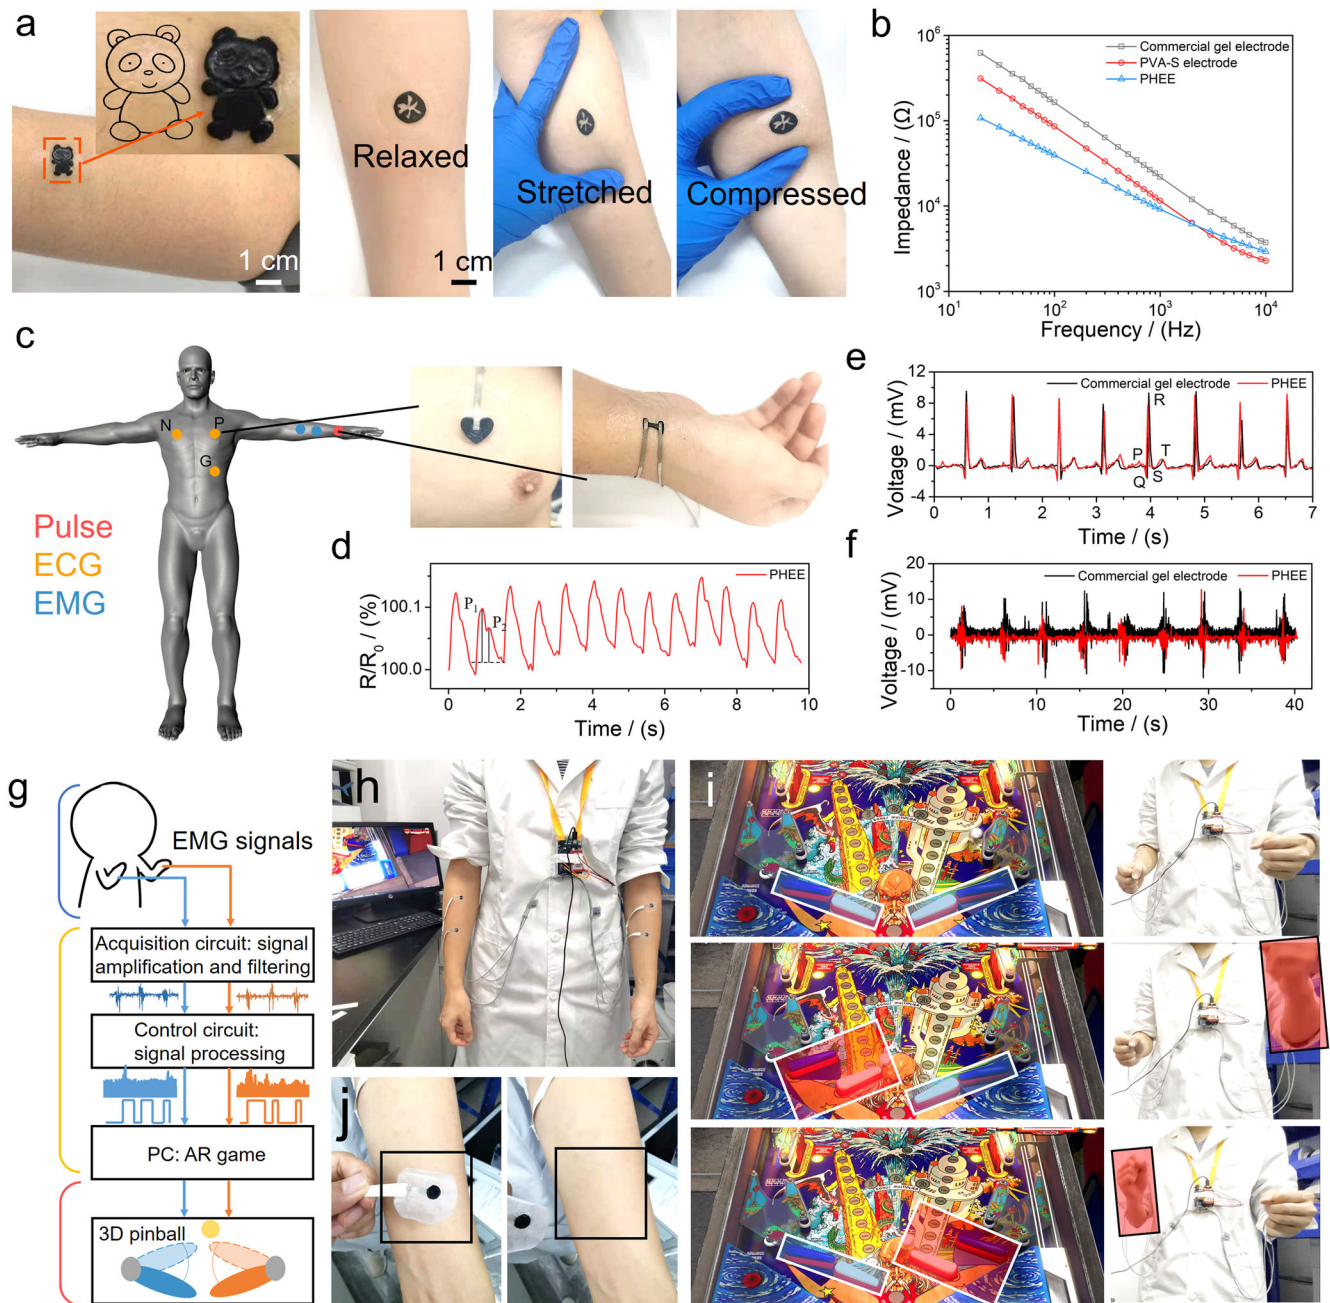 a
Relaxed
Stretched
Compressed
1 cm
1 cm
b
Commercial gel electrode
PVA-S electrode
PHEE
Impedance / (Ω)
10⁶
10⁵
10⁴
10³
10¹
10²
10³
10⁴
Frequency / (Hz)
c
N
P
G
Pulse
ECG
EMG
d
PHEE
P₁
P₂
R/R₀ / (%)
100.1
100.0
0
2
4
6
8
10
Time / (s)
e
Commercial gel electrode
PHEE
R
P
T
Q
S
Voltage / (mV)
12
8
4
0
-4
0
1
2
3
4
5
6
7
Time / (s)
f
Commercial gel electrode
PHEE
Voltage / (mV)
20
10
0
-10
0
10
20
30
40
Time / (s)
g
EMG signals
Acquisition circuit: signal
amplification and filtering
Control circuit:
signal processing
PC: AR game
3D pinball
h
i
j